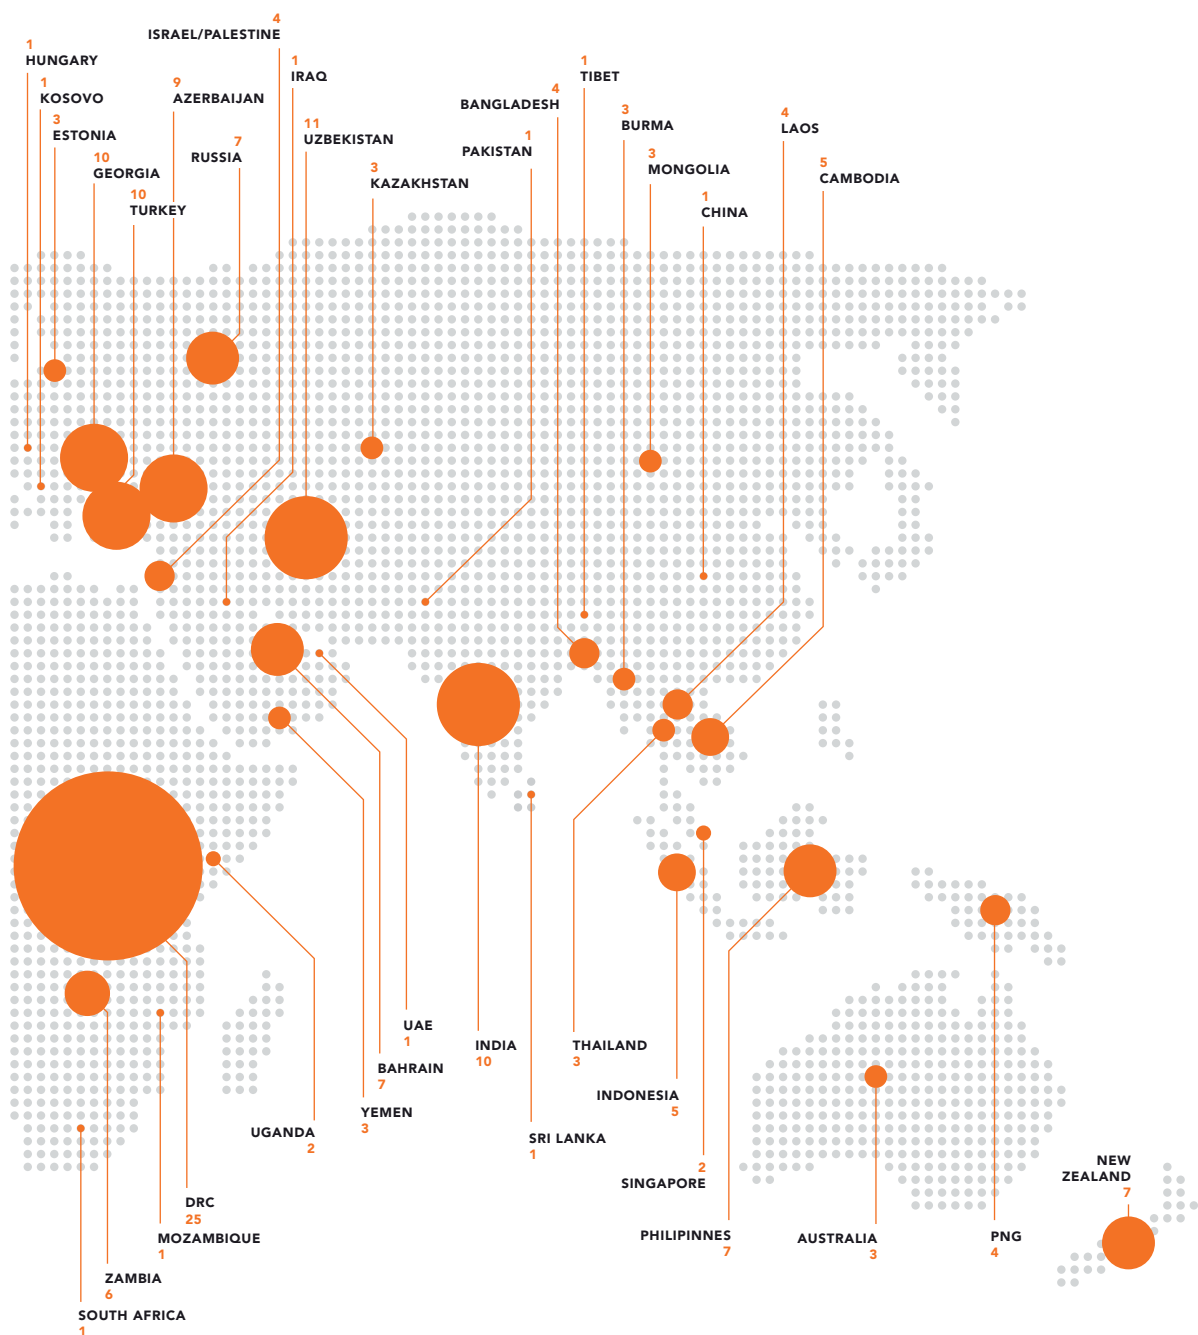 4
ISRAEL/PALESTINE
1
HUNGARY
1
KOSOVO
3
ESTONIA
10
GEORGIA
10
TURKEY
9
AZERBAIJAN
7
RUSSIA
1
IRAQ
11
UZBEKISTAN
3
KAZAKHSTAN
4
BANGLADESH
1
PAKISTAN
1
TIBET
3
BURMA
3
MONGOLIA
1
CHINA
4
LAOS
5
CAMBODIA
UAE
1
BAHRAIN
7
YEMEN
3
UGANDA
2
DRC
25
MOZAMBIQUE
1
ZAMBIA
6
SOUTH AFRICA
1
INDIA
10
SRI LANKA
1
THAILAND
3
INDONESIA
5
2
SINGAPORE
PHILIPINNES
7
AUSTRALIA
3
PNG
4
NEW
ZEALAND
7